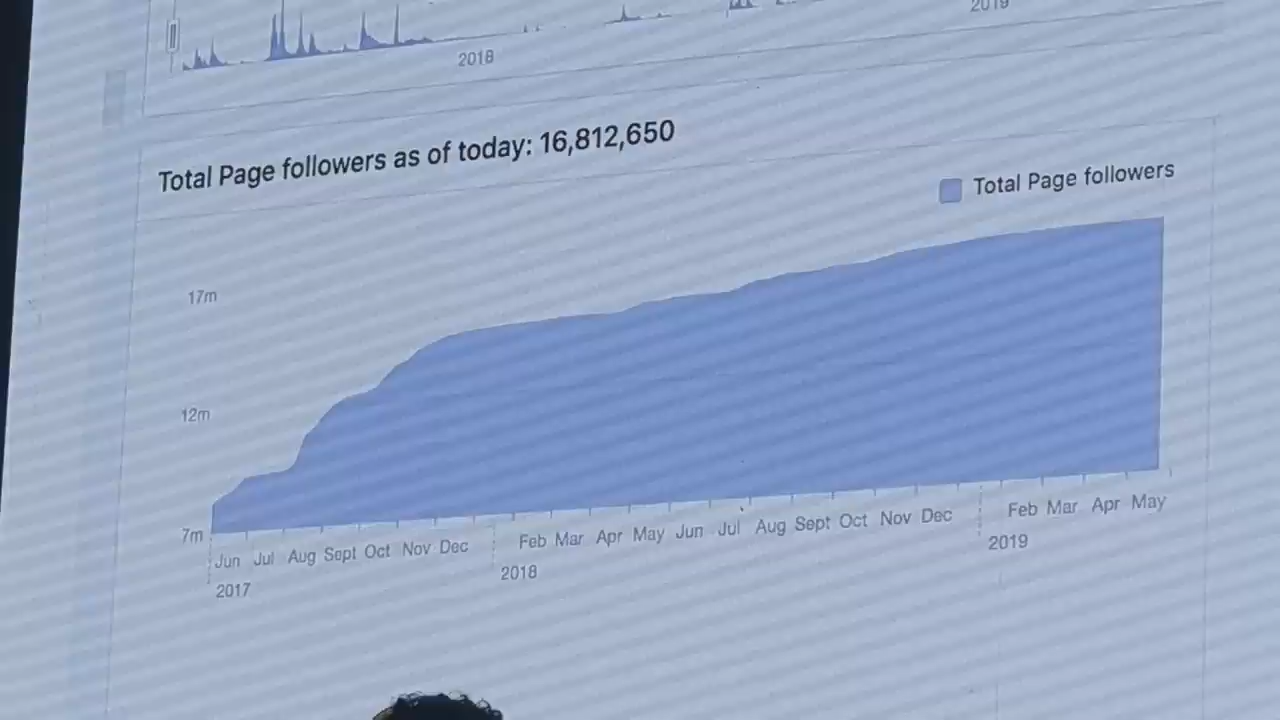 2018
2019
Total Page followers as of today: 16,812,650
Total Page followers
17m
12m
7m
Jun Jul Aug Sept Oct Nov Dec Feb Mar Apr May Jun Jul Aug Sept Oct Nov Dec Feb Mar Apr May
2017 2018 2019